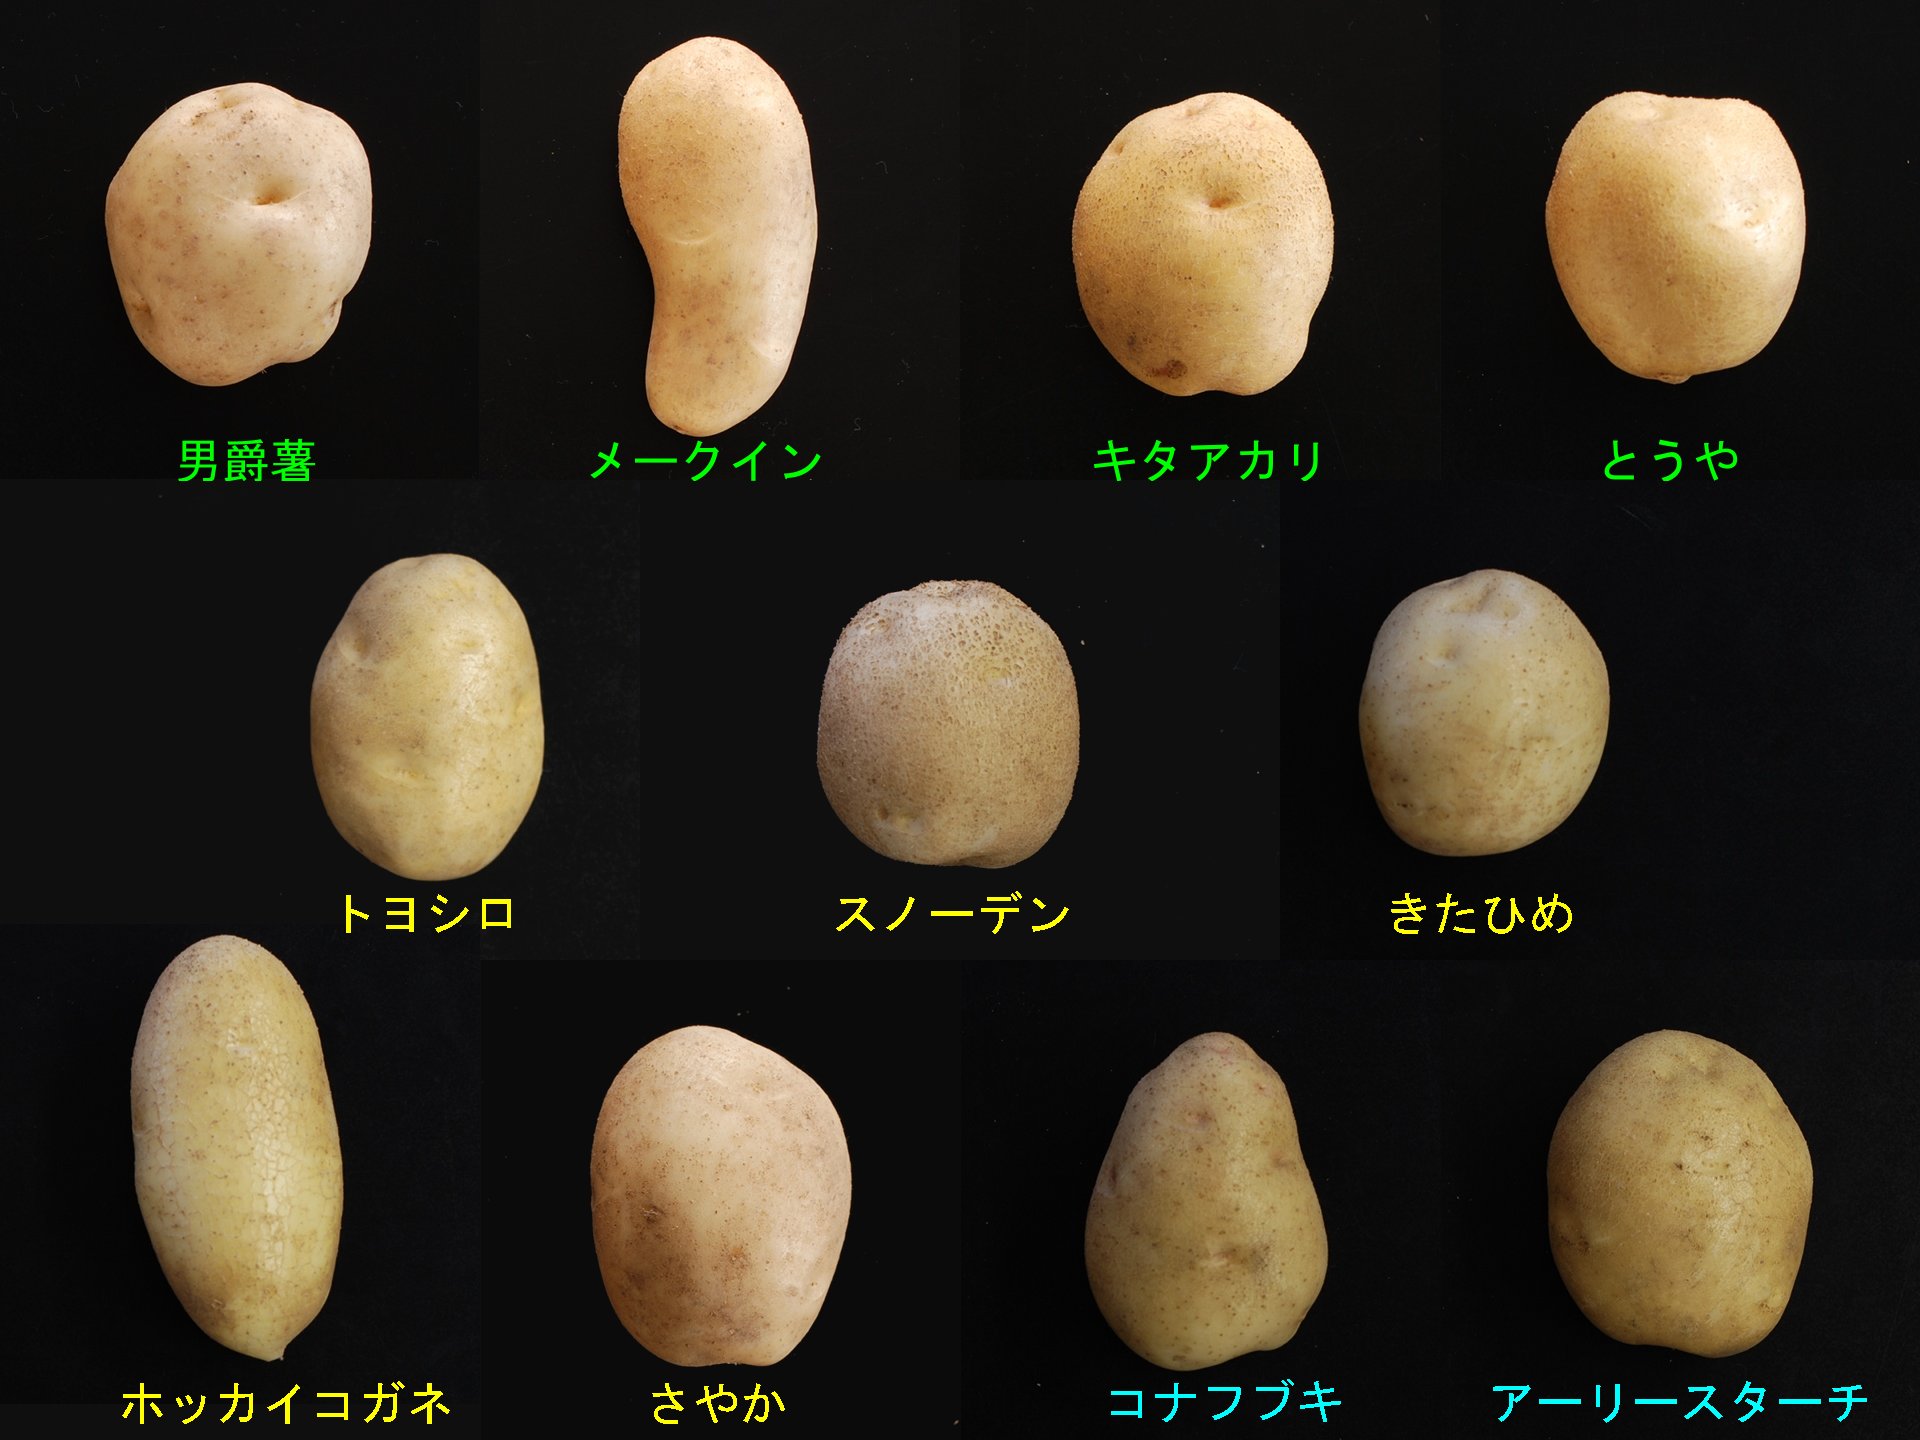 男爵薯
メークイン
キタアカリ
とうや
トヨシロ
スノーデン
きたひめ
ホッカイコガネ
さやか
コナフブキ
アーリースターチ